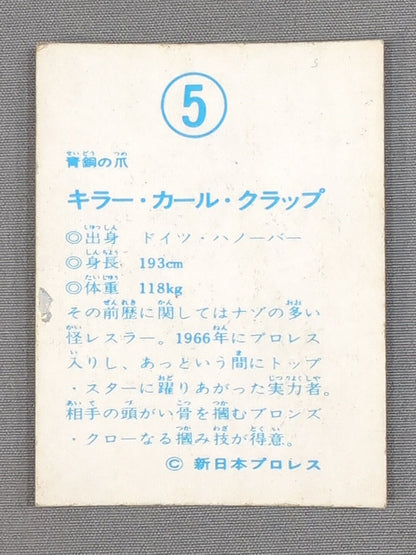 5
青銅の爪
キラー・カール・クラップ
◎出身 ドイツ・ハノーバー
◎身長 193cm
◎体重 118kg
その前歴に関してはナゾの多い
怪レスラー。1966年にプロレス
入りし、あっという間にトップ
・スターに躍りあがった実力者。
相手の頭がい骨を摑むブロンズ
・クローなる摑み技が得意。
© 新日本プロレス